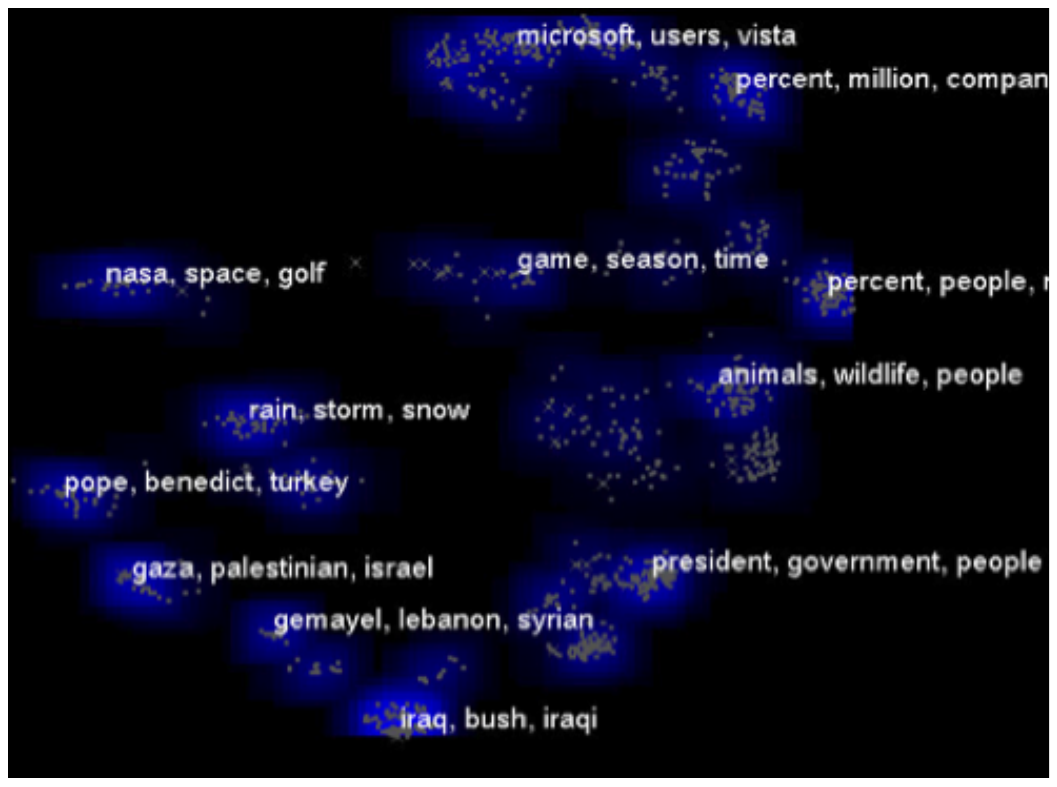 microsoft, users, vista
percent, million, compan
game, season, time
nasa, space, golf
percent, people, r
animals, wildlife, people
rain, storm, snow
pope, benedict, turkey
president, government, people
gaza, palestinian, israel
gemayel, lebanon, syrian
iraq, bush, iraqi